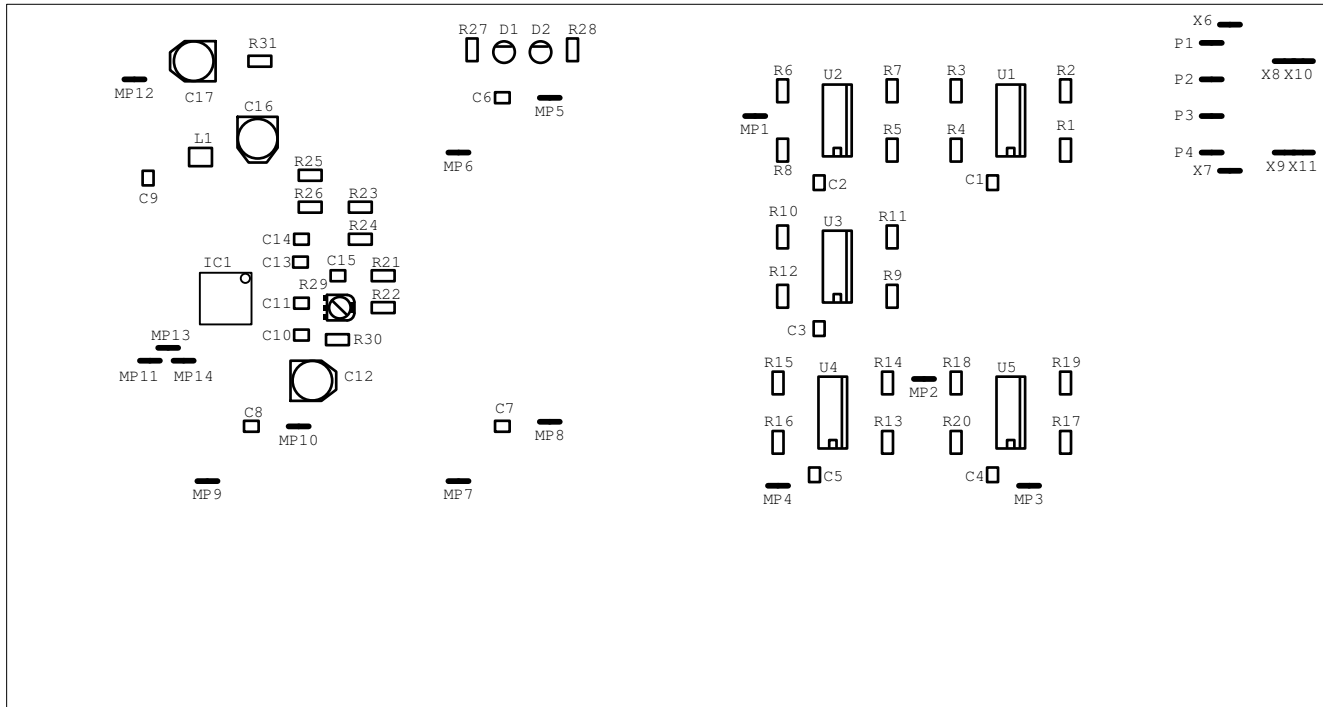 X6
R27 D1 D2 R28
R31 P1
R6 U2 R7 R3 U1 R2
X8 X10
MP12 C17 P2
C6 MP5
C16
MP1 P3
L1 R5 R4 R1
P4 X9 X11
MP6 R8
R25 X7
C9 C2 C1
R26 R23
R10 U3 R11
C14 R24
C13 C15 R21
IC1 R12 R9
R29
C11 R22
C10 R30 C3
MP13
R15 U4 R14 R18 U5 R19
MP11 MP14 C12 MP2
C8 C7
MP10 MP8 R16 R13 R20 R17
C5 C4
MP9 MP7 MP4 MP3